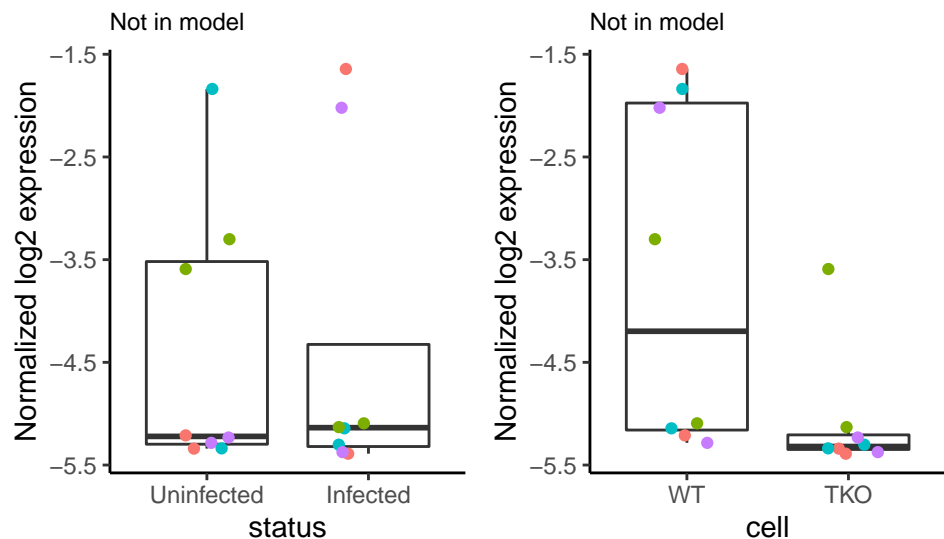 Not in model
Normalized log2 expression
−1.5
−2.5
−3.5
−4.5
−5.5
Uninfected
Infected
status
Not in model
Normalized log2 expression
−1.5
−2.5
−3.5
−4.5
−5.5
WT
TKO
cell